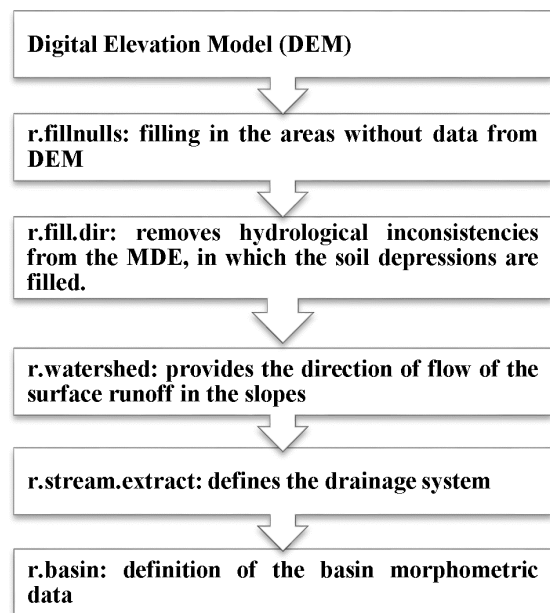 Digital Elevation Model (DEM)
r.fillnulls: filling in the areas without data from
DEM
r.fill.dir: removes hydrological inconsistencies
from the MDE, in which the soil depressions are
filled.
r.watershed: provides the direction of flow of the
surface runoff in the slopes
r.stream.extract: defines the drainage system
r.basin: definition of the basin morphometric
data